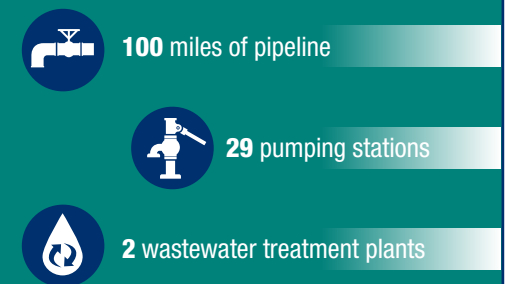 100 miles of pipeline
29 pumping stations
2 wastewater treatment plants